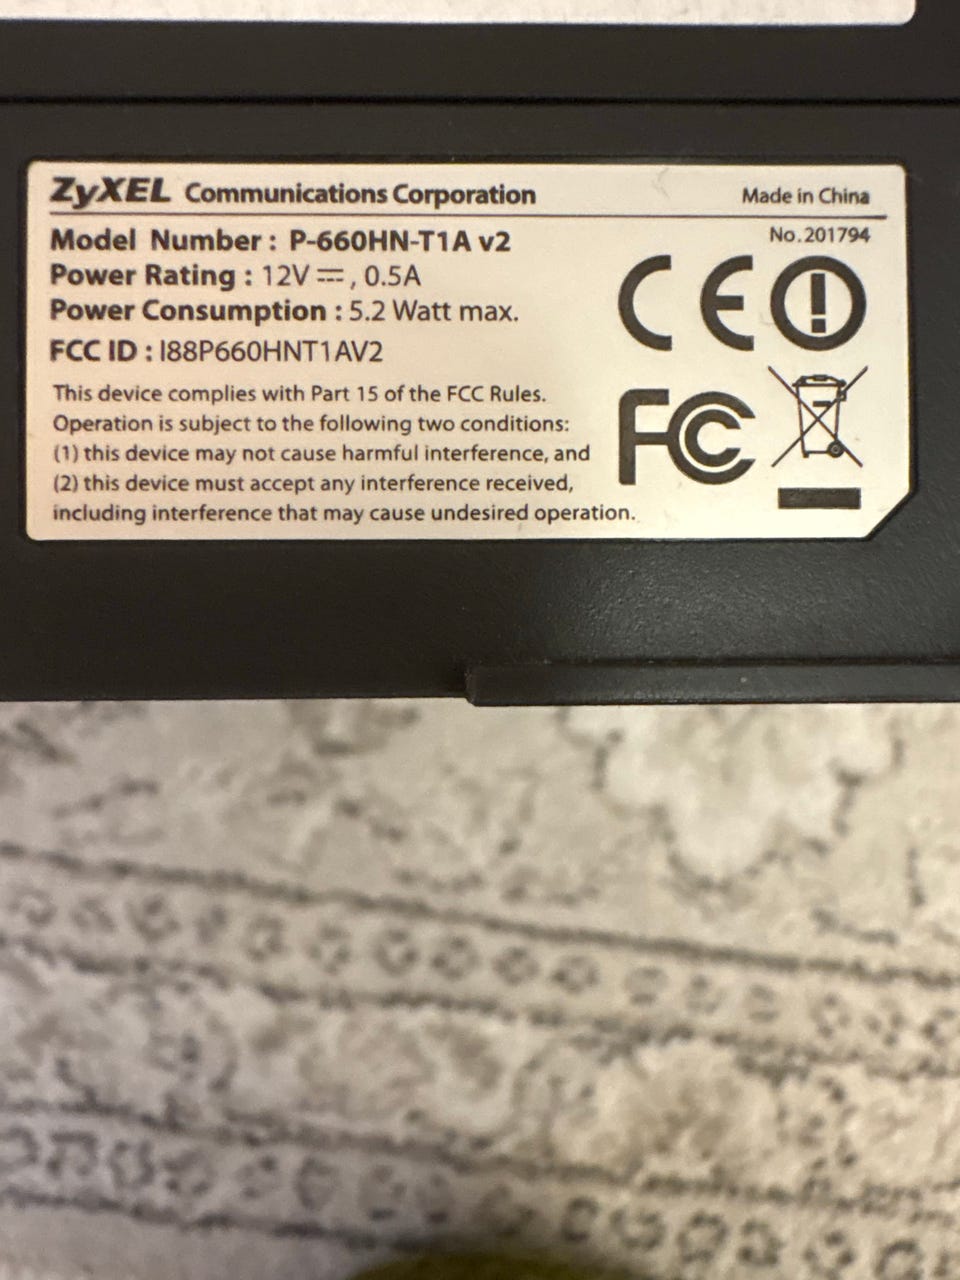 ZyXEL Communications Corporation Made in China
Model Number : P-660HN-T1A v2 No.201794
Power Rating : 12V ⎓ , 0.5A
Power Consumption : 5.2 Watt max.
FCC ID : I88P660HNT1AV2
This device complies with Part 15 of the FCC Rules.
Operation is subject to the following two conditions:
(1) this device may not cause harmful interference, and
(2) this device must accept any interference received,
including interference that may cause undesired operation.
CE
FC